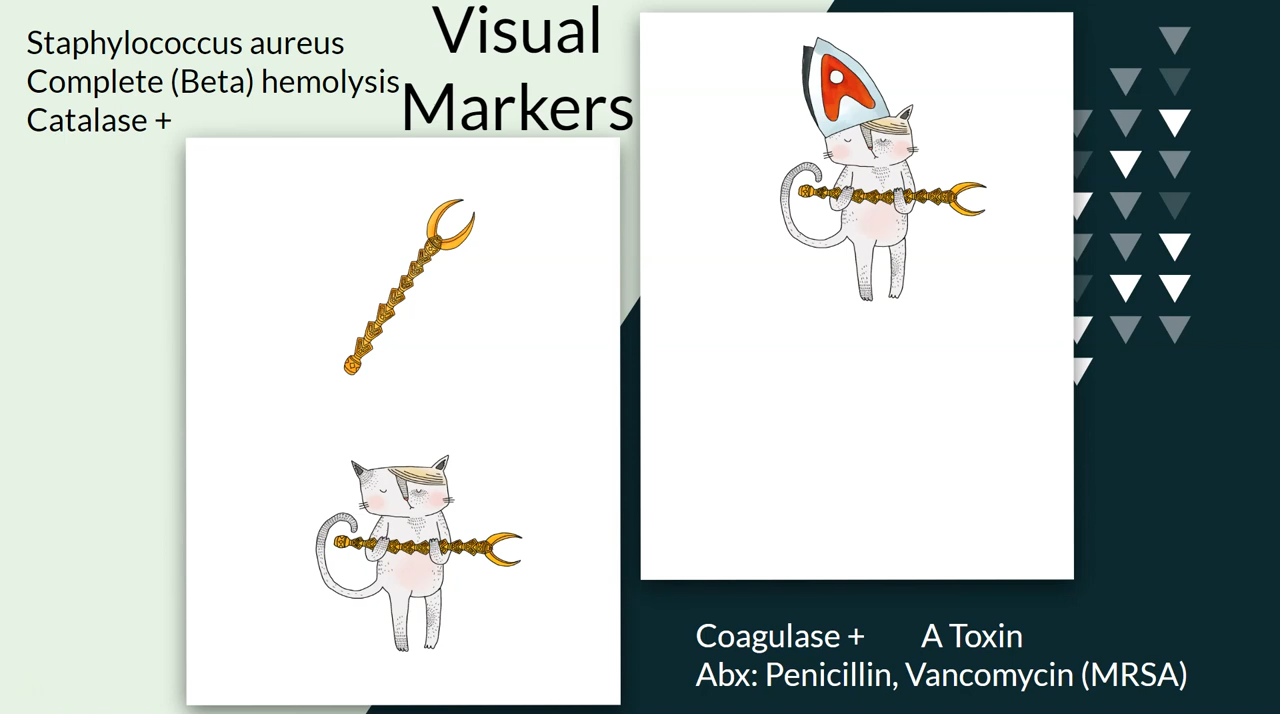 Staphylococcus aureus
Complete (Beta) hemolysis
Catalase +
Visual
Markers
A
Coagulase + A Toxin
Abx: Penicillin, Vancomycin (MRSA)